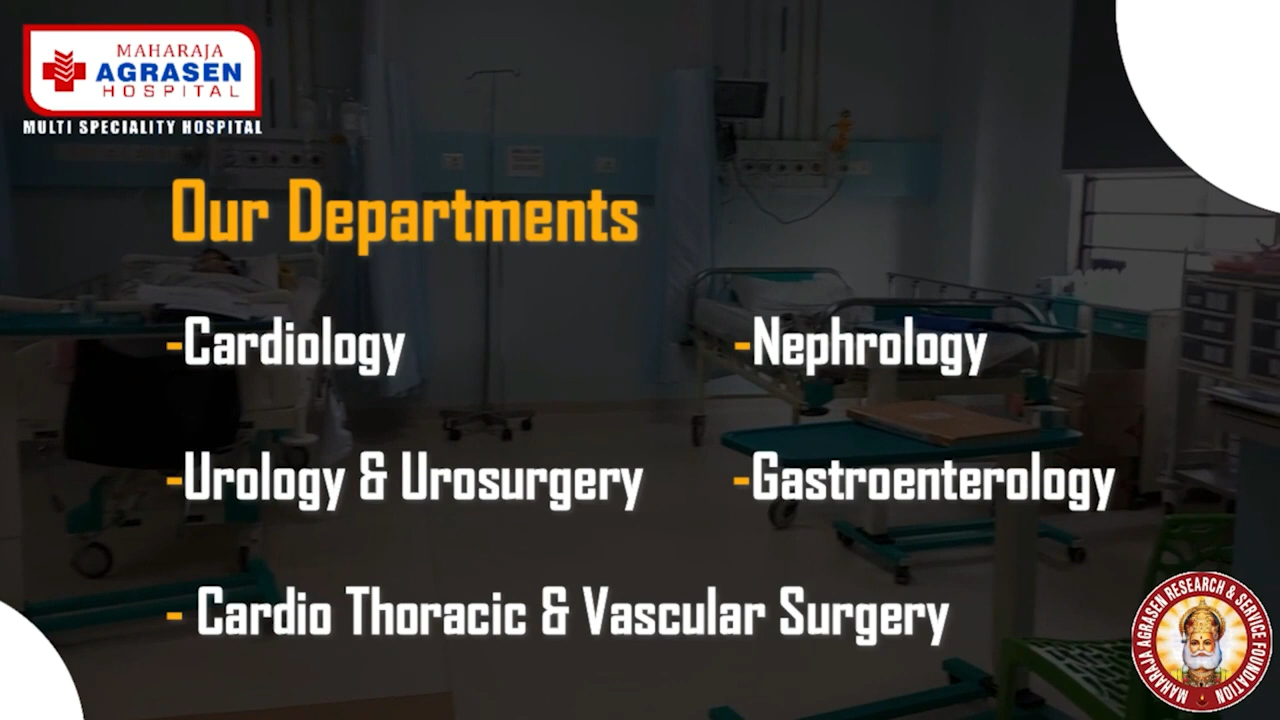 MAHARAJA
AGRASEN
HOSPITAL
MULTI SPECIALITY HOSPITAL
Our Departments
-Cardiology
-Nephrology
-Urology & Urosurgery
-Gastroenterology
- Cardio Thoracic & Vascular Surgery
MAHARAJA AGRASEN RESEARCH & SERVICE FOUNDATION